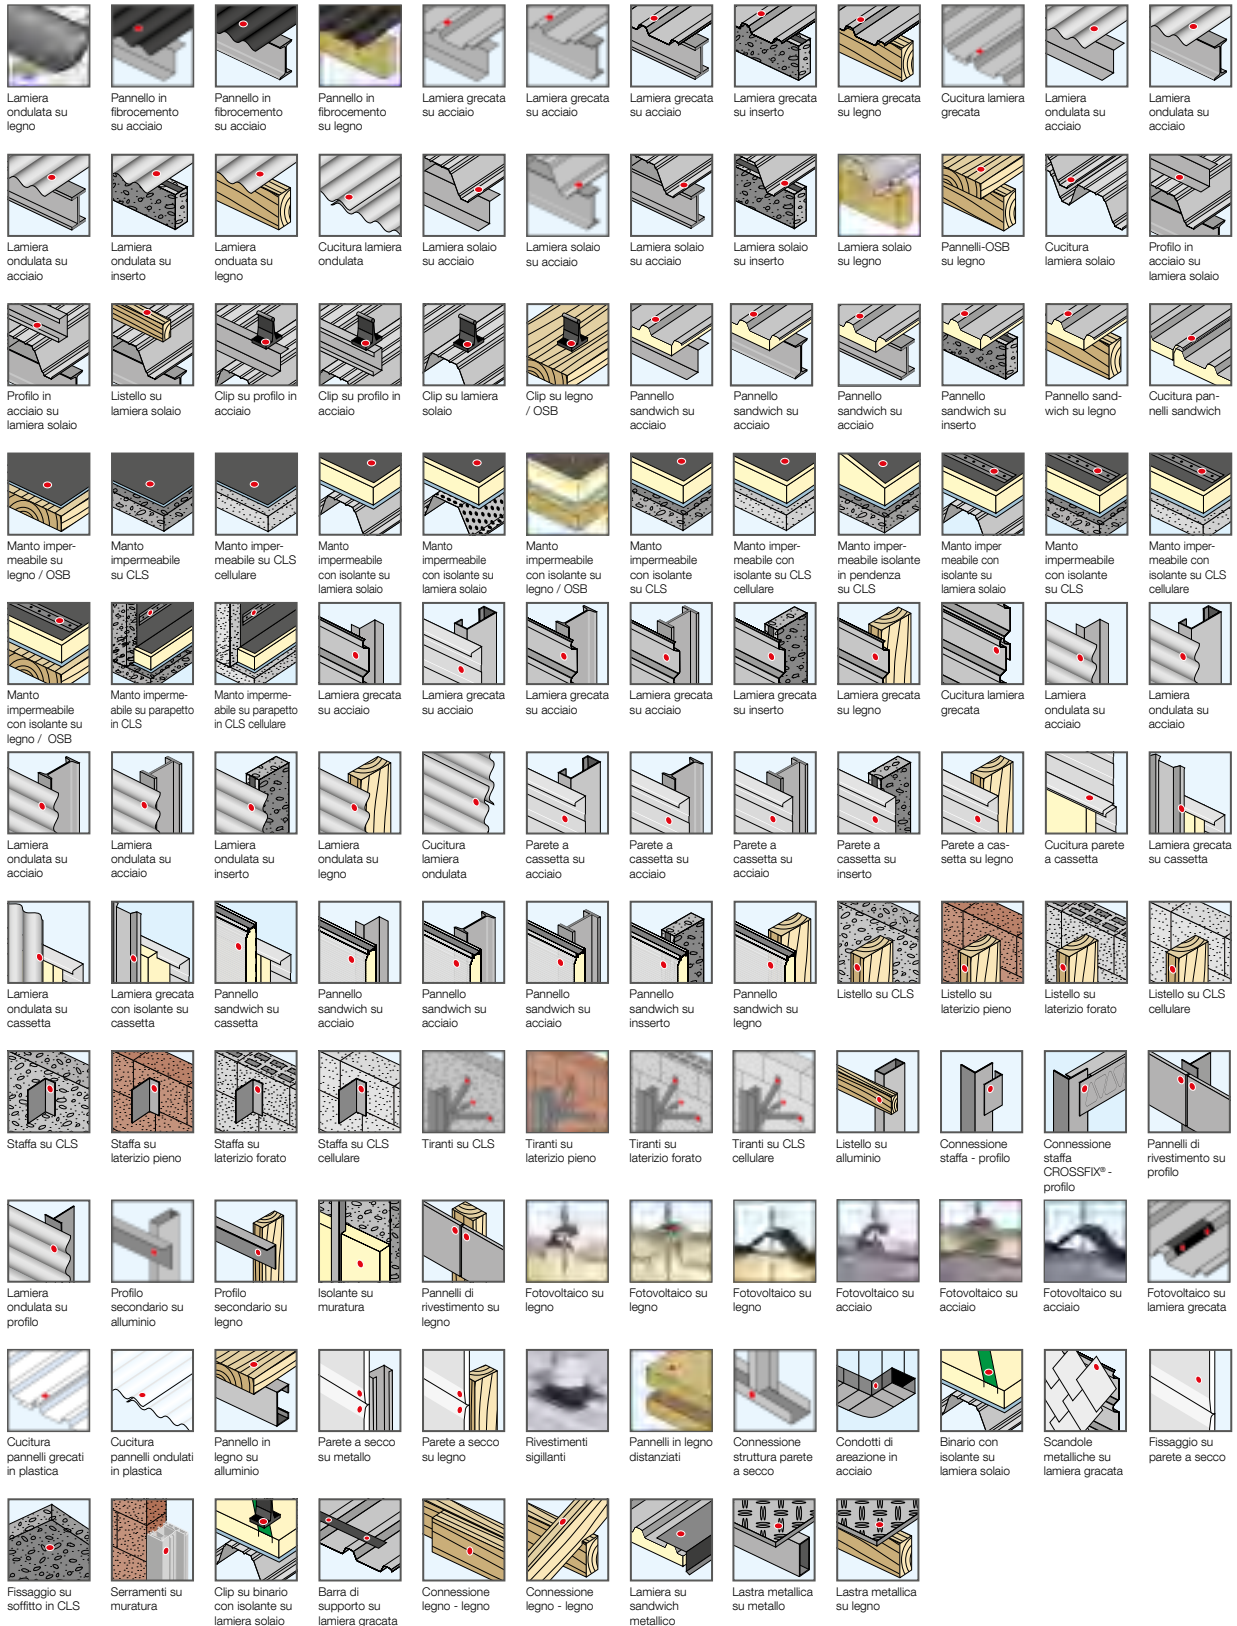 Lamiera
ondulata su
legno
Pannello in
fibrocemento
su acciaio
Pannello in
fibrocemento
su acciaio
Pannello in
fibrocemento
su legno
Lamiera grecata
su acciaio
Lamiera grecata
su acciaio
Lamiera grecata
su acciaio
Lamiera grecata
su inserto
Lamiera grecata
su legno
Cucitura lamiera
grecata
Lamiera
ondulata su
acciaio
Lamiera
ondulata su
acciaio
Lamiera
ondulata su
acciaio
Lamiera
ondulata su
inserto
Lamiera
onduata su
legno
Cucitura lamiera
ondulata
Lamiera solaio
su acciaio
Lamiera solaio
su acciaio
Lamiera solaio
su acciaio
Lamiera solaio
su inserto
Lamiera solaio
su legno
Pannelli-OSB
su legno
Cucitura
lamiera solaio
Profilo in
acciaio su
lamiera solaio
Profilo in
acciaio su
lamiera solaio
Listello su
lamiera solaio
Clip su profilo in
acciaio
Clip su profilo in
acciaio
Clip su lamiera
solaio
Clip su legno
/ OSB
Pannello
sandwich su
acciaio
Pannello
sandwich su
acciaio
Pannello
sandwich su
acciaio
Pannello
sandwich su
inserto
Pannello sand-
wich su legno
Cucitura pan-
nelli sandwich
Manto imper-
meabile su
legno / OSB
Manto
impermeabile
su CLS
Manto imper-
meabile su CLS
cellulare
Manto
impermeabile
con isolante su
lamiera solaio
Manto
impermeabile
con isolante su
lamiera solaio
Manto
impermeabile
con isolante su
legno / OSB
Manto
impermeabile
con isolante
su CLS
Manto imper-
meabile con
isolante su CLS
cellulare
Manto imper-
meabile isolante
in pendenza
su CLS
Manto imper
meabile con
isolante su
lamiera solaio
Manto
impermeabile
con isolante
su CLS
Manto imper-
meabile con
isolante su CLS
cellulare
Manto
impermeabile
con isolante su
legno / OSB
Manto imperme-
abile su parapetto
in CLS
Manto imperme-
abile su parapetto
in CLS cellulare
Lamiera grecata
su acciaio
Lamiera grecata
su acciaio
Lamiera grecata
su acciaio
Lamiera grecata
su acciaio
Lamiera grecata
su inserto
Lamiera grecata
su legno
Cucitura lamiera
grecata
Lamiera
ondulata su
acciaio
Lamiera
ondulata su
acciaio
Lamiera
ondulata su
acciaio
Lamiera
ondulata su
acciaio
Lamiera
ondulata su
inserto
Lamiera
ondulata su
legno
Cucitura
lamiera
ondulata
Parete a
cassetta su
acciaio
Parete a
cassetta su
acciaio
Parete a
cassetta su
acciaio
Parete a
cassetta su
inserto
Parete a cas-
setta su legno
Cucitura parete
a cassetta
Lamiera grecata
su cassetta
Lamiera
ondulata su
cassetta
Lamiera grecata
con isolante su
cassetta
Pannello
sandwich su
cassetta
Pannello
sandwich su
acciaio
Pannello
sandwich su
acciaio
Pannello
sandwich su
acciaio
Pannello
sandwich su
insserto
Pannello
sandwich su
legno
Listello su CLS
Listello su
laterizio pieno
Listello su
laterizio forato
Listello su CLS
cellulare
Staffa su CLS
Staffa su
laterizio pieno
Staffa su
laterizio forato
Staffa su CLS
cellulare
Tiranti su CLS
Tiranti su
laterizio pieno
Tiranti su
laterizio forato
Tiranti su CLS
cellulare
Listello su
alluminio
Connessione
staffa - profilo
Connessione
staffa
CROSSFIX® -
profilo
Pannelli di
rivestimento su
profilo
Lamiera
ondulata su
profilo
Profilo
secondario su
alluminio
Profilo
secondario su
legno
Isolante su
muratura
Pannelli di
rivestimento su
legno
Fotovoltaico su
legno
Fotovoltaico su
legno
Fotovoltaico su
legno
Fotovoltaico su
acciaio
Fotovoltaico su
acciaio
Fotovoltaico su
acciaio
Fotovoltaico su
lamiera grecata
Cucitura
pannelli grecati
in plastica
Cucitura
pannelli ondulati
in plastica
Pannello in
legno su
alluminio
Parete a secco
su metallo
Parete a secco
su legno
Rivestimenti
sigillanti
Pannelli in legno
distanziati
Connessione
struttura parete
a secco
Condotti di
areazione in
acciaio
Binario con
isolante su
lamiera solaio
Scandole
metalliche su
lamiera gracata
Fissaggio su
parete a secco
Fissaggio su
soffitto in CLS
Serramenti su
muratura
Clip su binario
con isolante su
lamiera solaio
Barra di
supporto su
lamiera gracata
Connessione
legno - legno
Connessione
legno - legno
Lamiera su
sandwich
metallico
Lastra metallica
su metallo
Lastra metallica
su legno